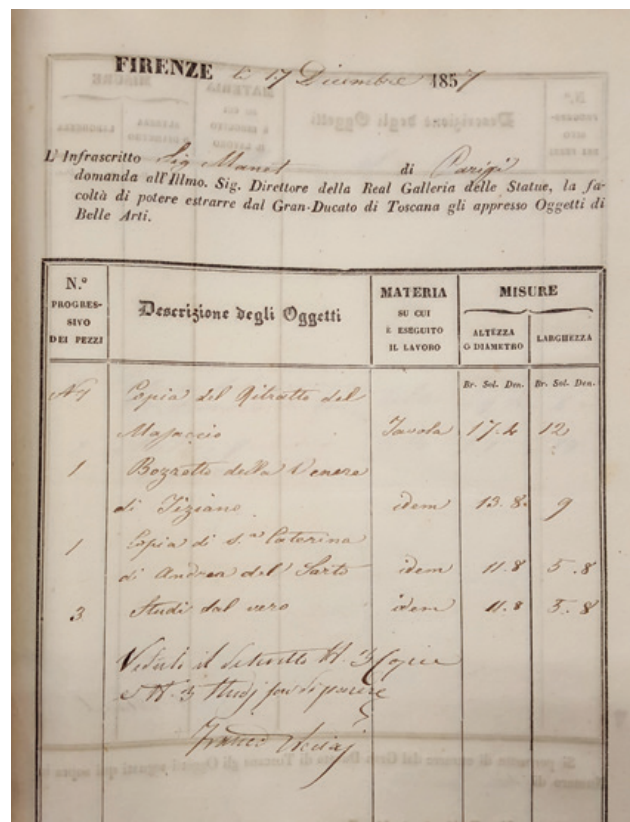 FIRENZE li 17 Dicembre 1857
L' Infrascritto Sig Manet di Parigi
domanda all'Illmo. Sig. Direttore della Real Galleria delle Statue, la fa-
coltà di potere estrarre dal Gran-Ducato di Toscana gli appresso Oggetti di
Belle Arti.
N.º
PROGRES-
SIVO
DEI PEZZI
Descrizione degli Oggetti
MATERIA
SU CUI
È ESEGUITO
IL LAVORO
MISURE
ALTEZZA
O DIAMETRO
LARGHEZZA
Br. Sol. Den. Br. Sol. Den.
N 1 Copia del Ritratto del
Masaccio Tavola 17.4 12
1 Bozzetto della Venere
di Tiziano idem 13.8 9
1 Copia di S.ª Caterina
di Andrea del Sarto idem 11.8 5.8
3 Studi dal vero idem 11.8 5.8
Veduti il N. 3 Copie
e N. 3 Studj